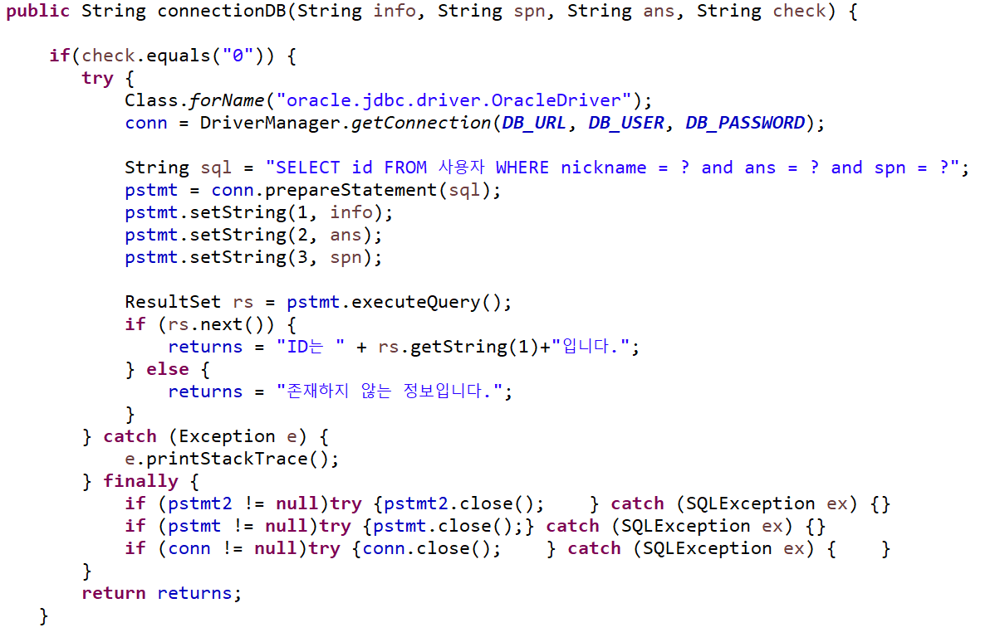 public String connectionDB(String info, String spn, String ans, String check) {
if(check.equals("0")) {
try {
Class.forName("oracle.jdbc.driver.OracleDriver");
conn = DriverManager.getConnection(DB_URL, DB_USER, DB_PASSWORD);
String sql = "SELECT id FROM 사용자 WHERE nickname = ? and ans = ? and spn = ?";
pstmt = conn.prepareStatement(sql);
pstmt.setString(1, info);
pstmt.setString(2, ans);
pstmt.setString(3, spn);
ResultSet rs = pstmt.executeQuery();
if (rs.next()) {
returns = "ID는 " + rs.getString(1)+"입니다.";
} else {
returns = "존재하지 않는 정보입니다.";
}
} catch (Exception e) {
e.printStackTrace();
} finally {
if (pstmt2 != null)try {pstmt2.close();    } catch (SQLException ex) {}
if (pstmt != null)try {pstmt.close();} catch (SQLException ex) {}
if (conn != null)try {conn.close();    } catch (SQLException ex) {    }
}
return returns;
}